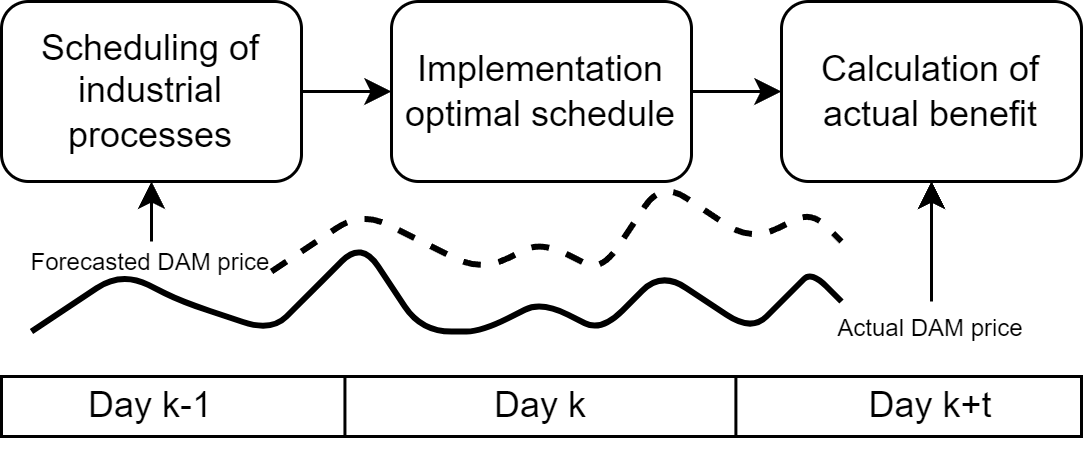 Scheduling of
industrial
processes
Implementation
optimal schedule
Calculation of
actual benefit
Forecasted DAM price
Actual DAM price
Day k-1
Day k
Day k+t